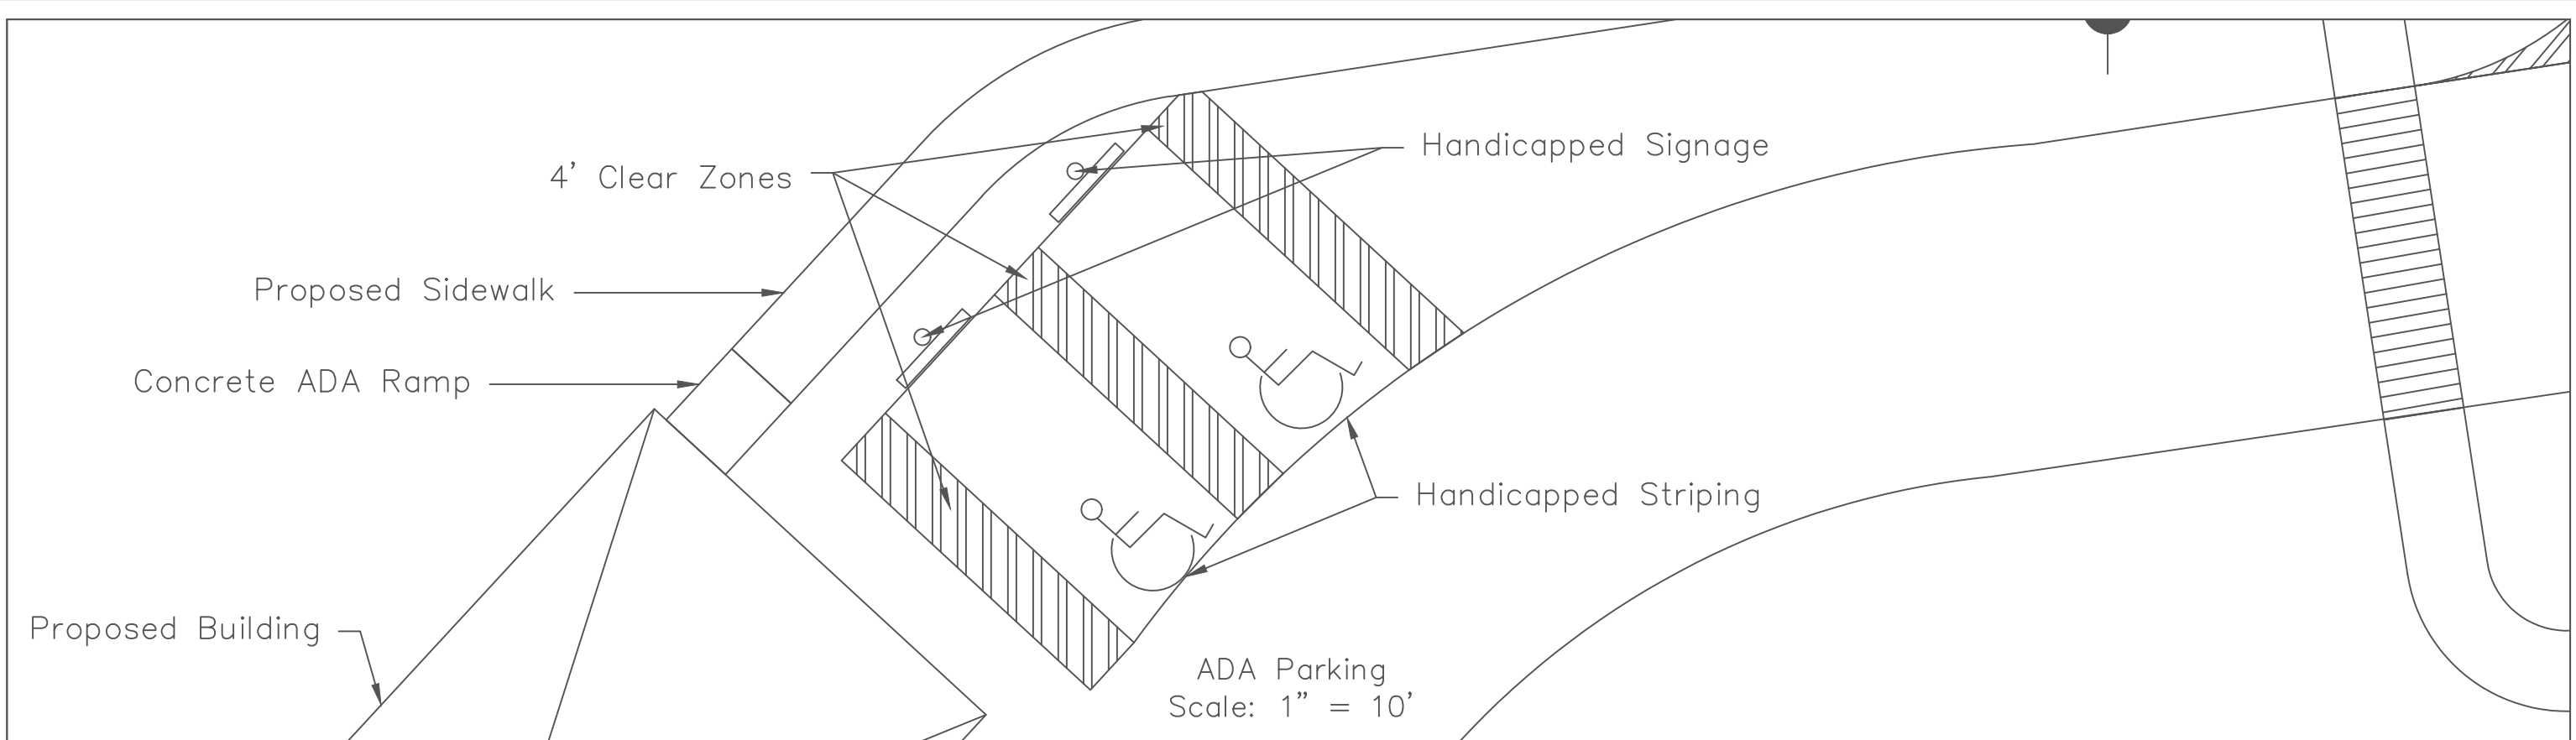 Handicapped Signage
4’ Clear Zones
Proposed Sidewalk
Concrete ADA Ramp
Handicapped Striping
Proposed Building
ADA Parking
Scale: 1” = 10’